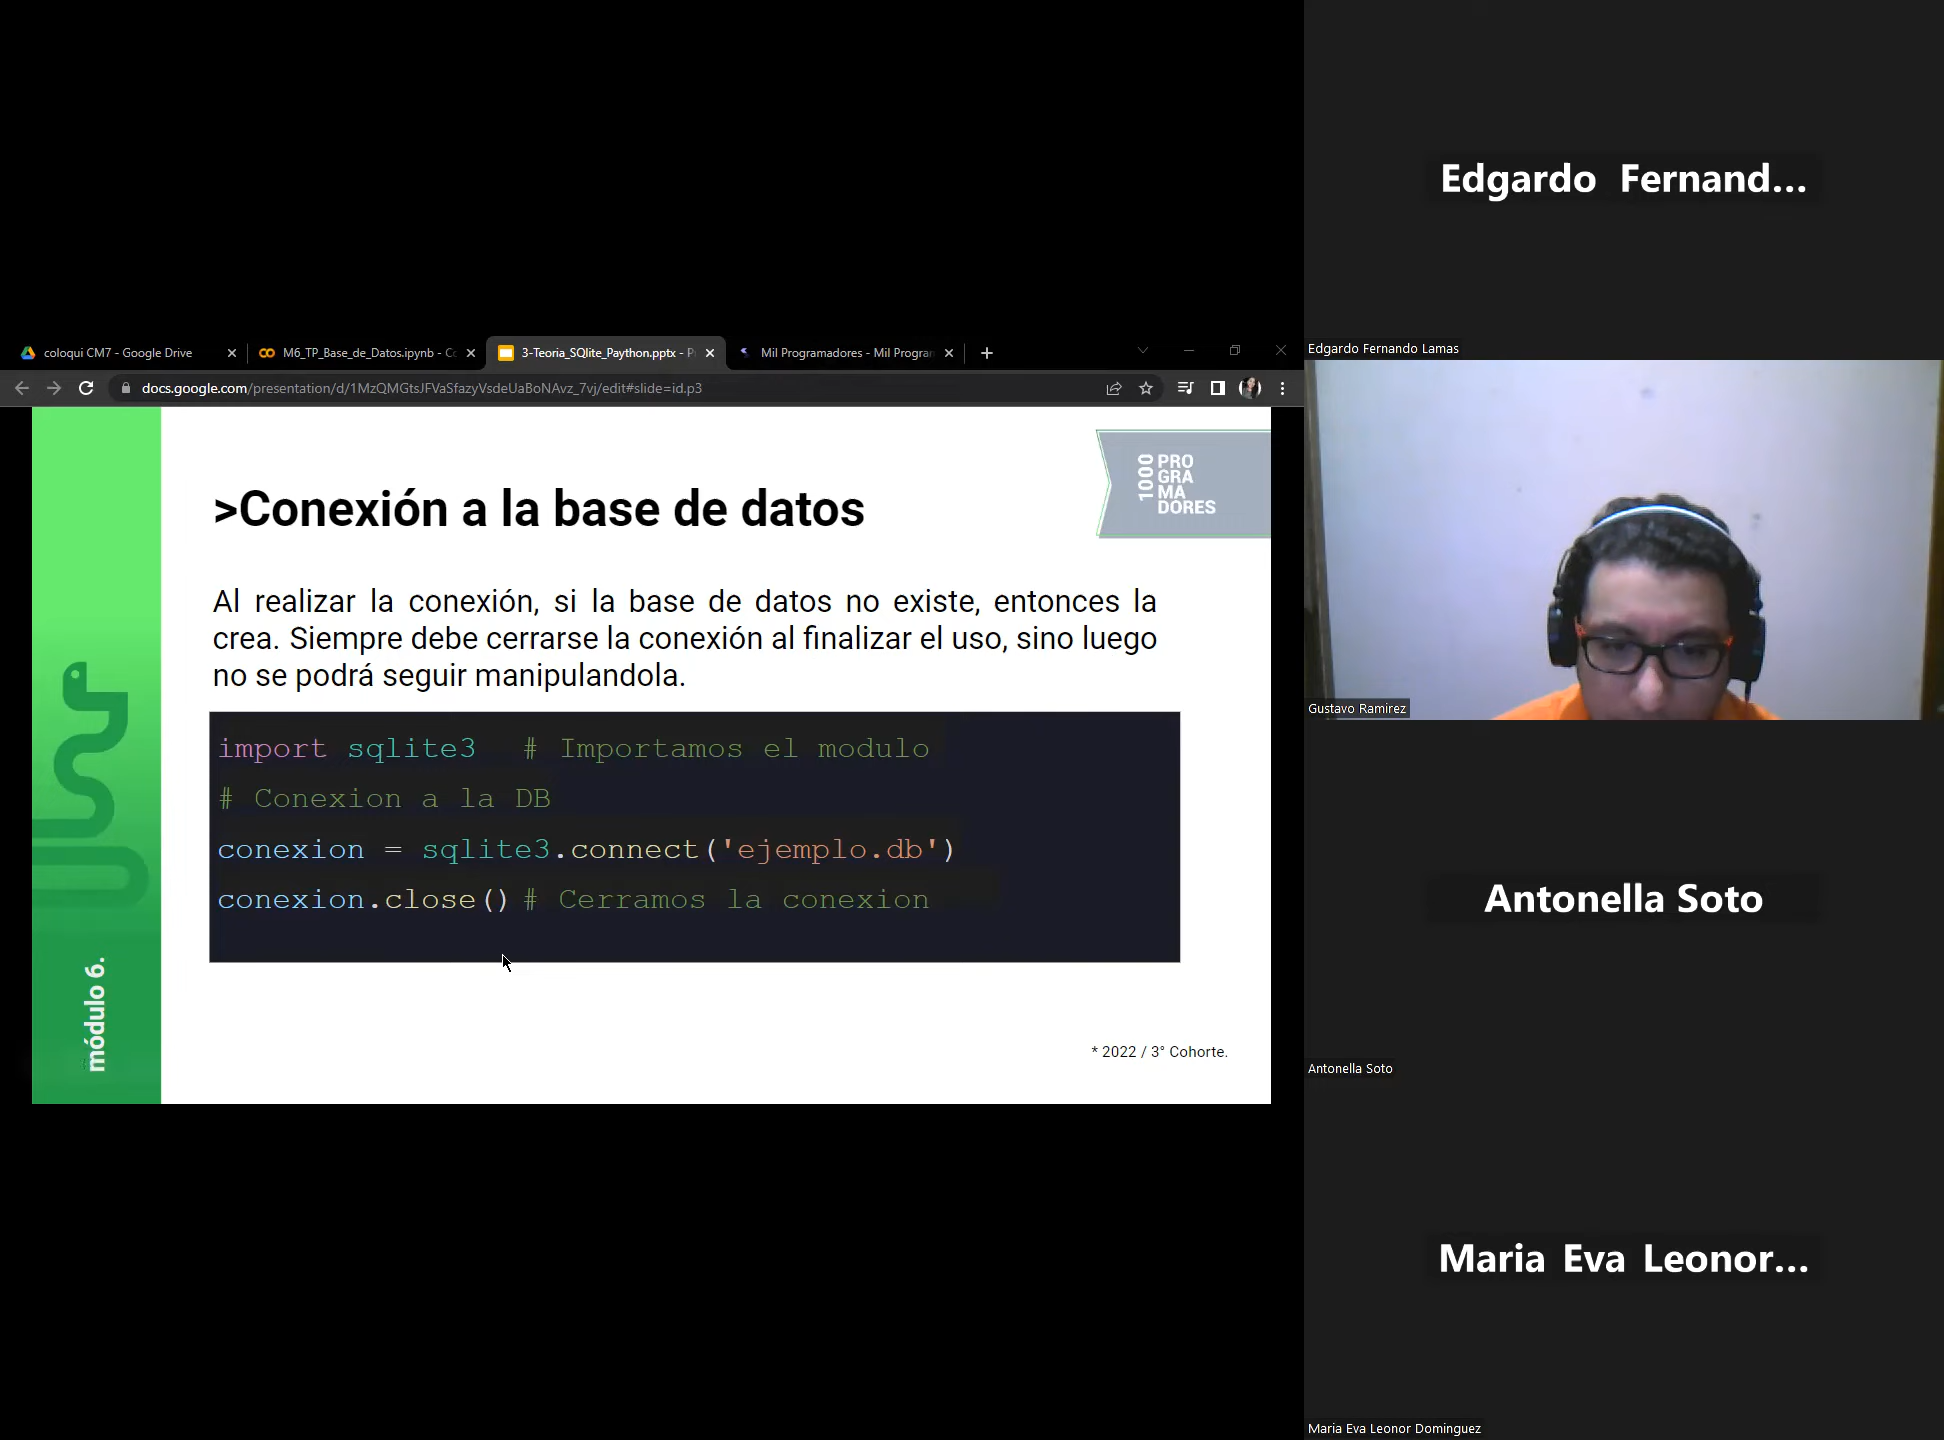 coloqui CM7 - Google Drive
M6_TP_Base_de_Datos.ipynb - Cc
3-Teoria_SQlite_Paython.pptx - P
Mil Programadores - Mil Progran
docs.google.com/presentation/d/1MzQMGtsJFVaSfazyVsdeUaBoNAvz_7vj/edit#slide=id.p3
1000
PRO
GRA
MA
DORES
>Conexión a la base de datos
Al realizar la conexión, si la base de datos no existe, entonces la
crea. Siempre debe cerrarse la conexión al finalizar el uso, sino luego
no se podrá seguir manipulandola.
import sqlite3 # Importamos el modulo
# Conexion a la DB
conexion = sqlite3.connect('ejemplo.db')
conexion.close() # Cerramos la conexion
módulo 6.
* 2022 / 3° Cohorte.
Edgardo Fernand...
Edgardo Fernando Lamas
Gustavo Ramirez
Antonella Soto
Antonella Soto
Maria Eva Leonor...
Maria Eva Leonor Dominguez